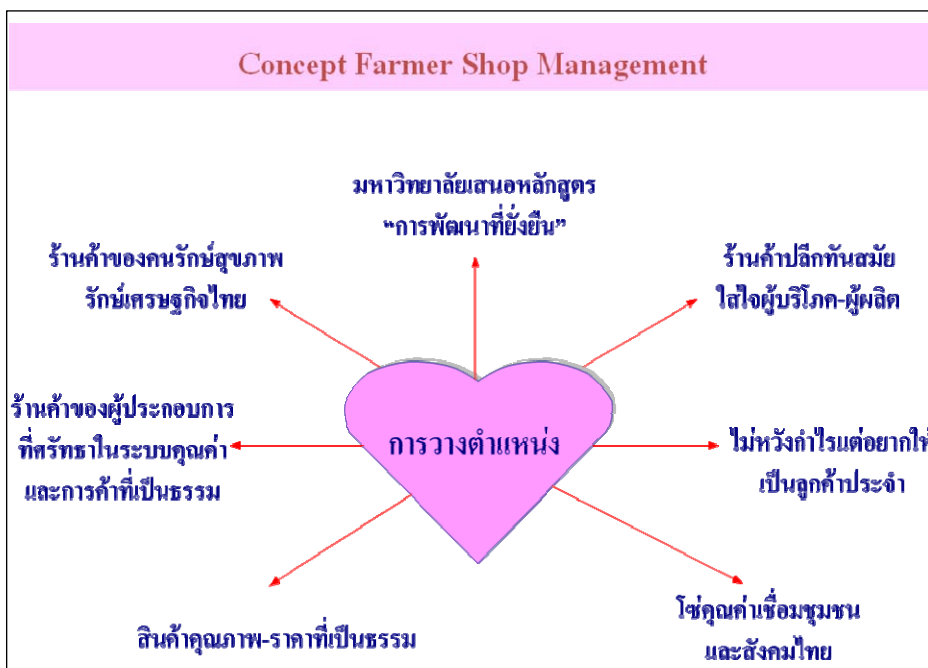 Concept Farmer Shop Management
มหาวิทยาลัยเสนอหลักสูตร
“การพัฒนาที่ยั่งยืน”
ร้านค้าของคนรักษ์สุขภาพ
รักษ์เศรษฐกิจไทย
ร้านค้าปลีกทันสมัย
ใส่ใจผู้บริโภค-ผู้ผลิต
ร้านค้าของผู้ประกอบการ
ที่ศรัทธาในระบบคุณค่า
และการค้าที่เป็นธรรม
การวางตำแหน่ง
ไม่หวังกำไรแต่อยากให้
เป็นลูกค้าประจำ
สินค้าคุณภาพ-ราคาที่เป็นธรรม
โซ่คุณค่าเชื่อมชุมชน
และสังคมไทย